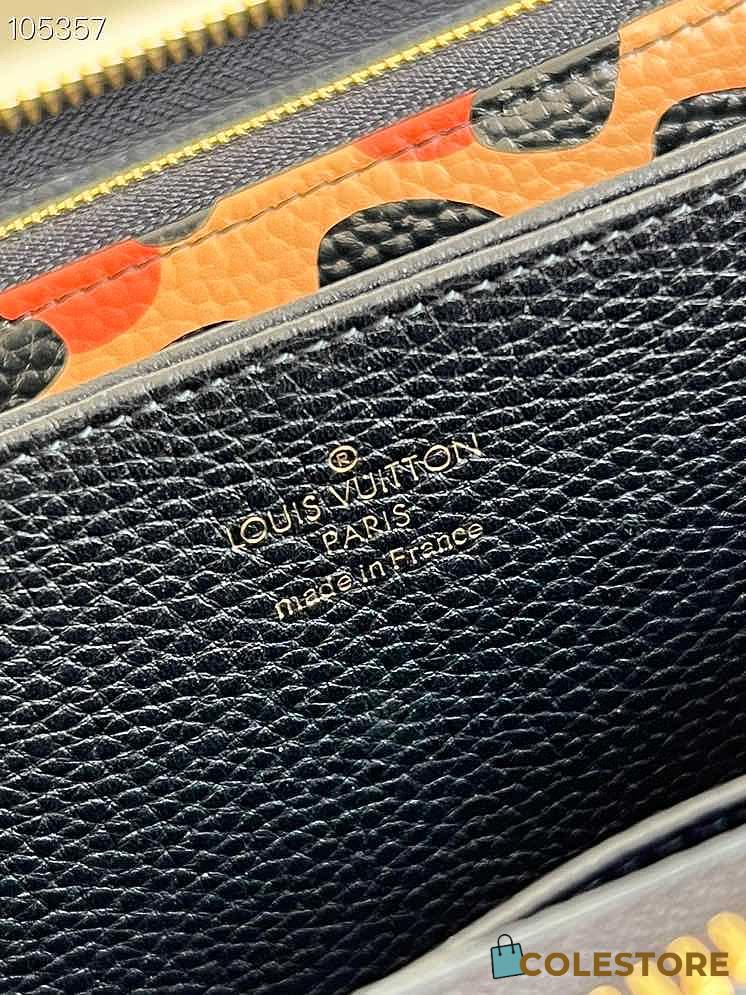 105357
®
LOUIS VUITTON
PARIS
made in France
COLESTORE